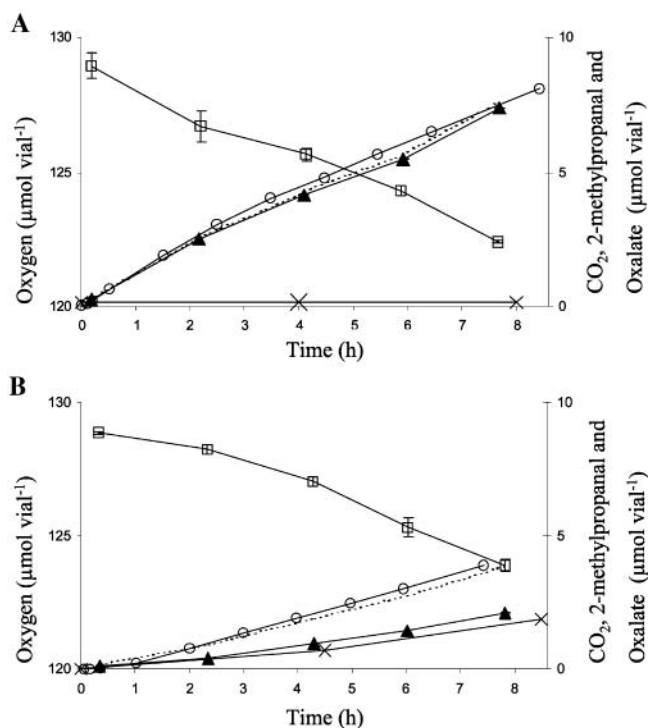 A
130
125
120
10
5
0
0 1 2 3 4 5 6 7 8
Time (h)
Oxygen (μmol vial⁻¹)
CO₂, 2-methylpropanal and
Oxalate (μmol vial⁻¹)
B
130
125
120
10
5
0
0 1 2 3 4 5 6 7 8
Time (h)
Oxygen (μmol vial⁻¹)
CO₂, 2-methylpropanal and
Oxalate (μmol vial⁻¹)